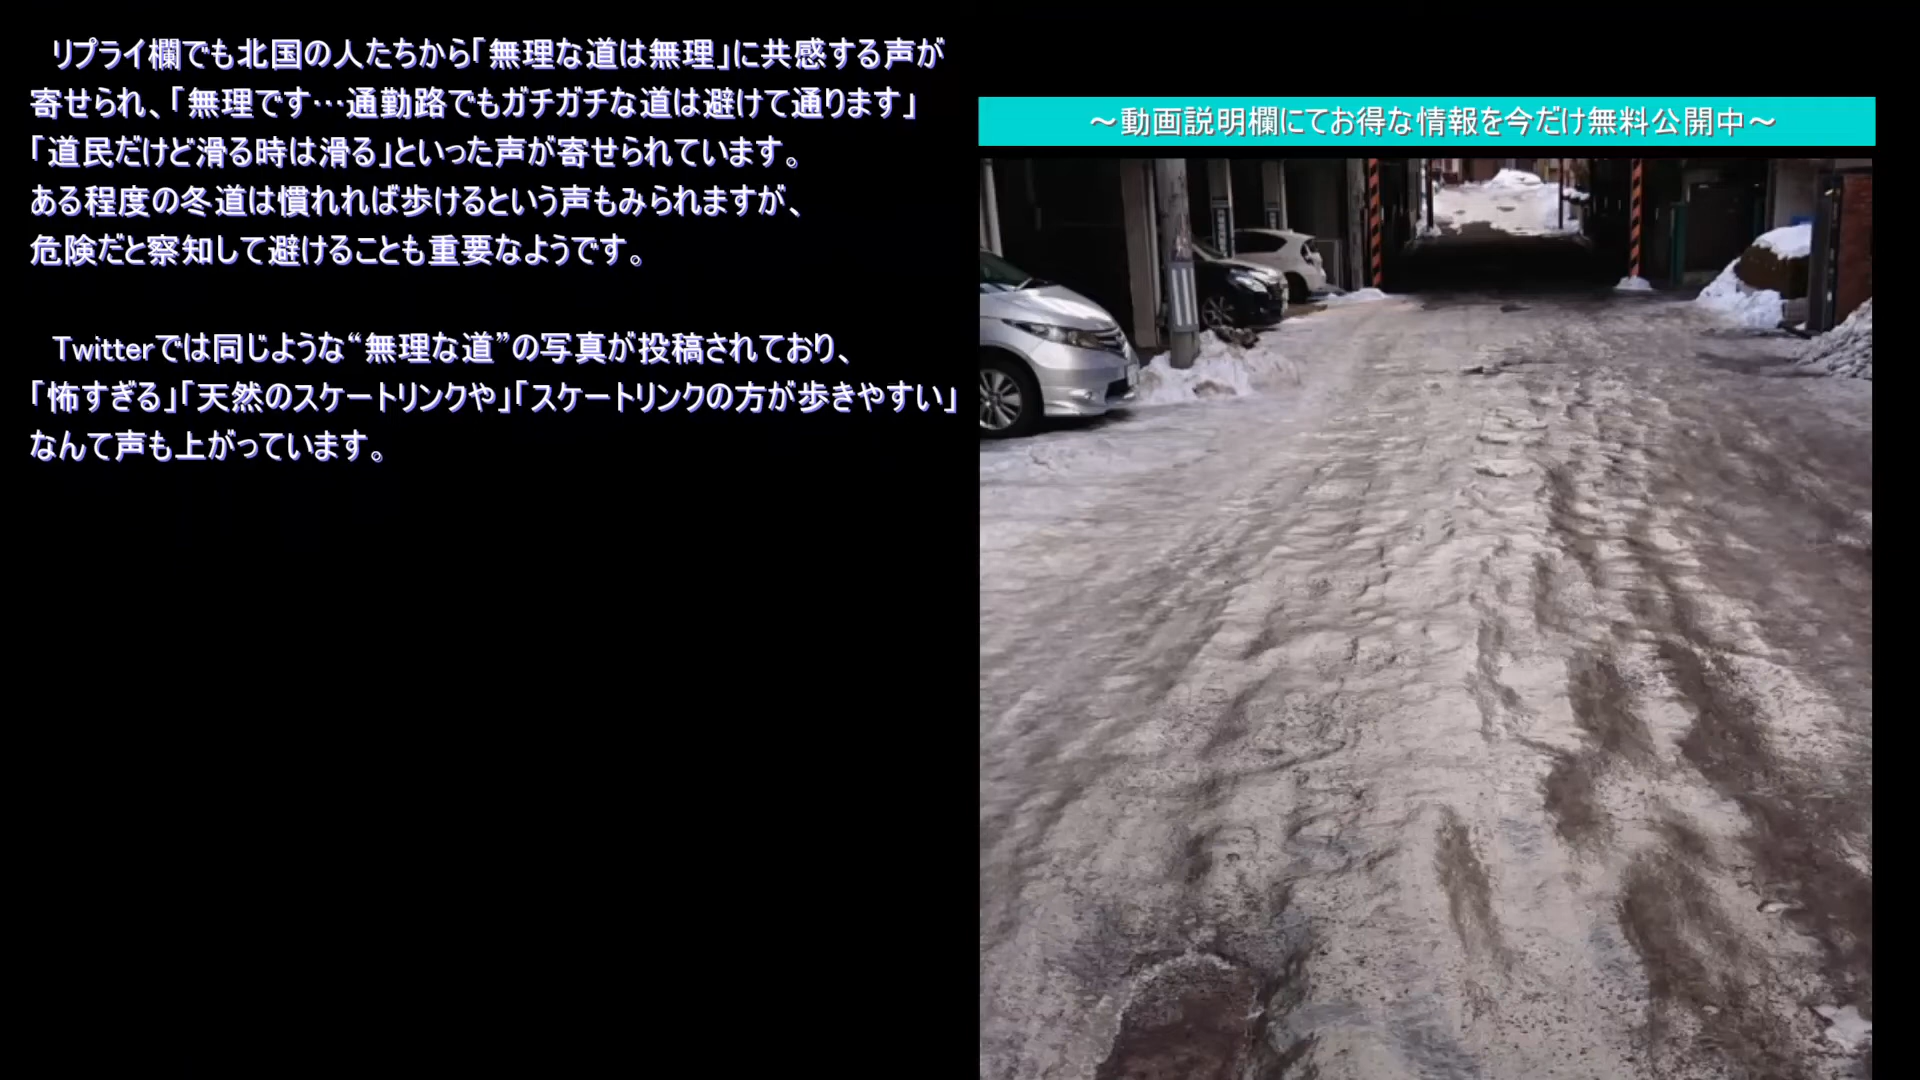 リプライ欄でも北国の人たちから「無理な道は無理」に共感する声が
寄せられ、「無理です…通勤路でもガチガチな道は避けて通ります」
「道民だけど滑る時は滑る」といった声が寄せられています。
ある程度の冬道は慣れれば歩けるという声もみられますが、
危険だと察知して避けることも重要なようです。
Twitterでは同じような“無理な道”の写真が投稿されており、
「怖すぎる」「天然のスケートリンクや」「スケートリンクの方が歩きやすい」
なんて声も上がっています。
～動画説明欄にてお得な情報を今だけ無料公開中～